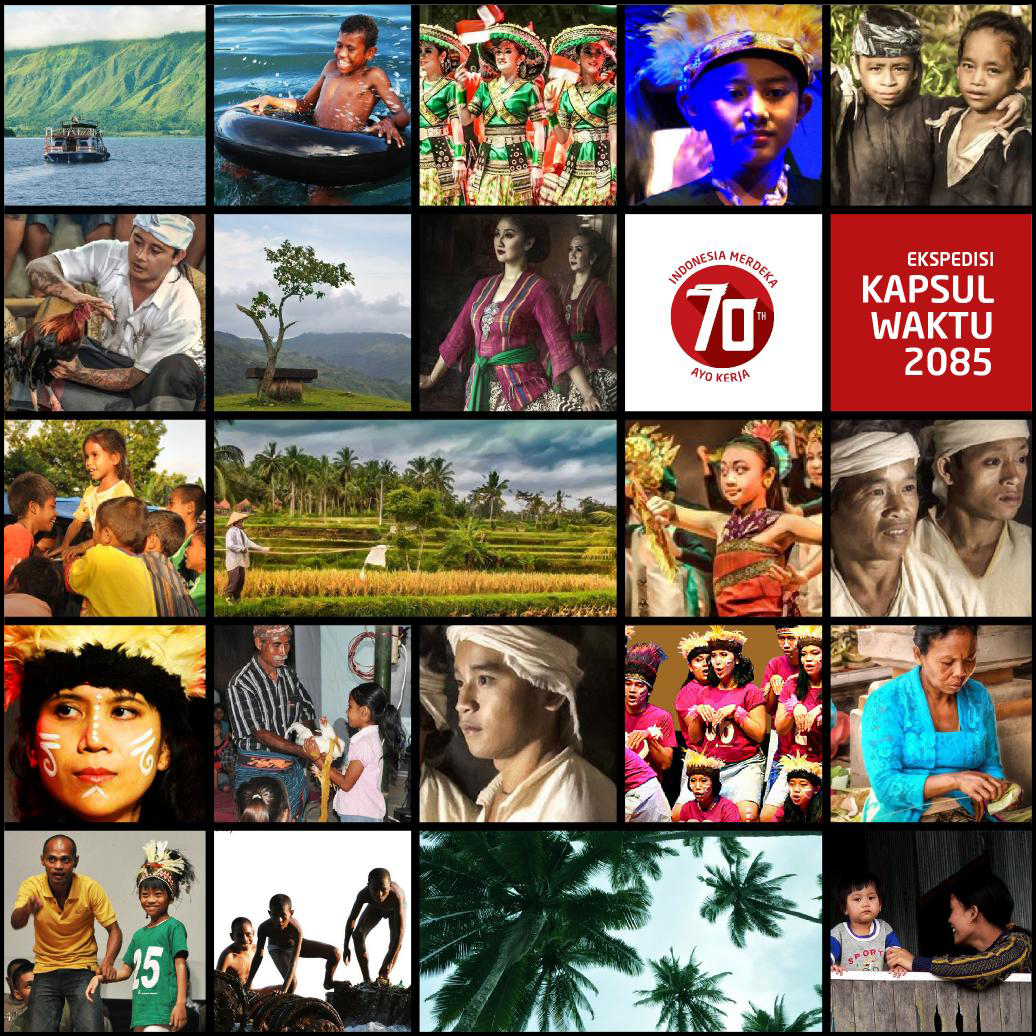 INDONESIA MERDEKA
70TH
AYO KERJA
EKSPEDISI
KAPSUL
WAKTU
2085
25
SPORT